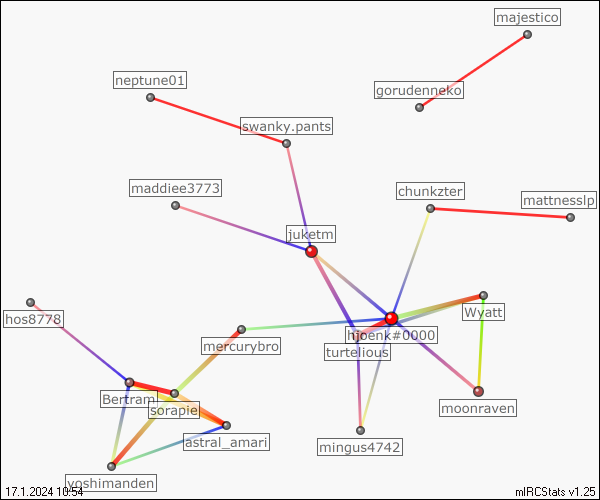 majestico
neptune01
gorudenneko
swanky.pants
maddiee3773
chunkzter
mattnesslp
juketm
hos8778
Wyatt
hjoenk#0000
mercurybro
turtelious
Bertram
sorapie
moonraven
astral_amari
mingus4742
yoshimanden
17.1.2024 10:54
mIRCStats v1.25